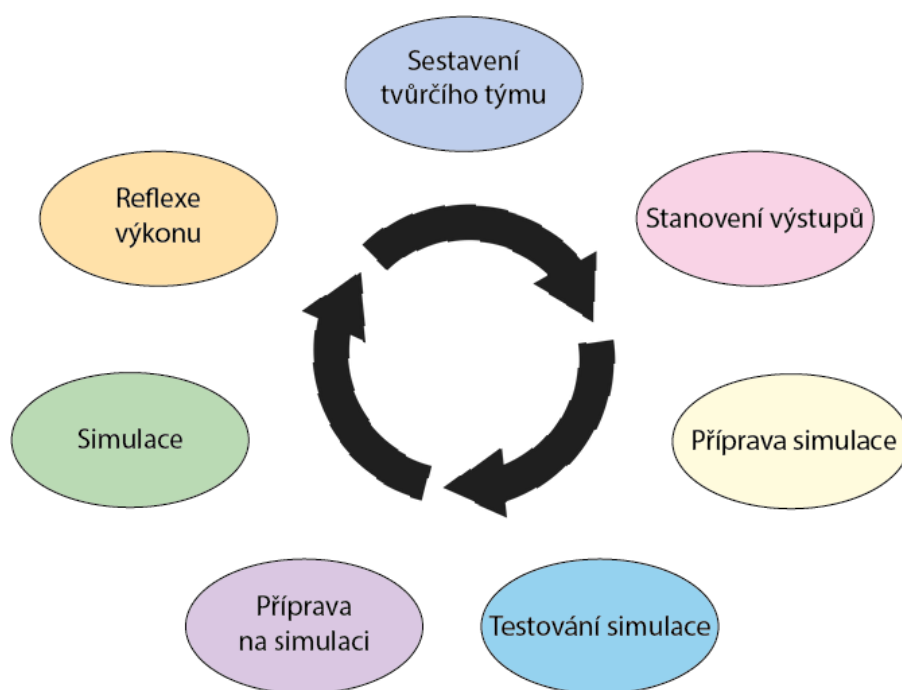 Sestavení
tvůrčího týmu
Stanovení výstupů
Příprava simulace
Testování simulace
Příprava
na simulaci
Simulace
Reflexe
výkonu